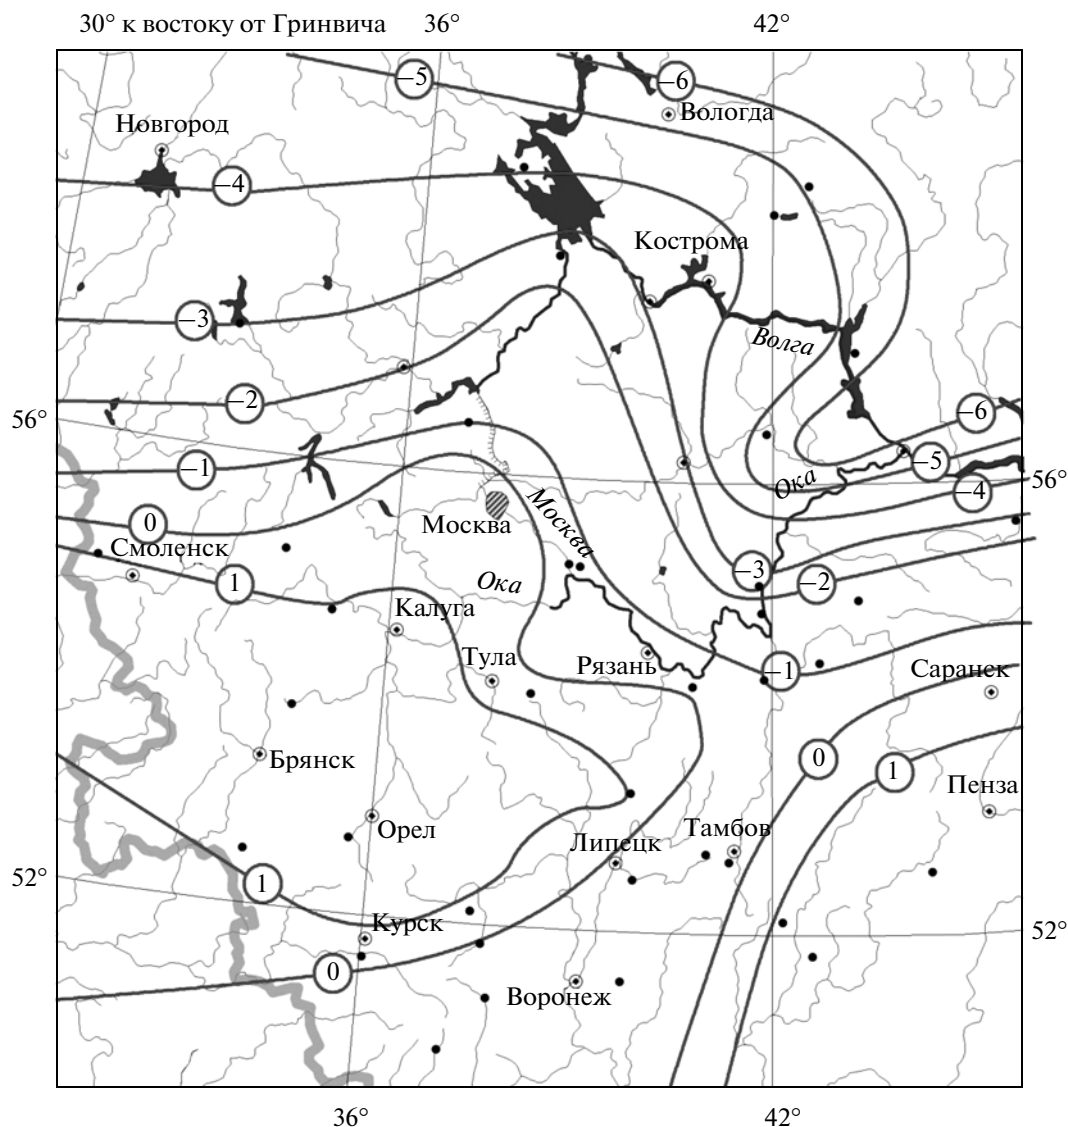 30° к востоку от Гринвича 36° 42°
−5 −6
Вологда
Новгород
−4
Кострома
−3
Волга
−2
−6
56°
−1 −5
Ока −4 56°
0 Москва Москва
Смоленск
1 Ока −3 −2
Калуга
Тула Рязань −1 Саранск
Брянск 0 1
Пенза
Орел Липецк Тамбов
52° 1
Курск 52°
0
Воронеж
36° 42°